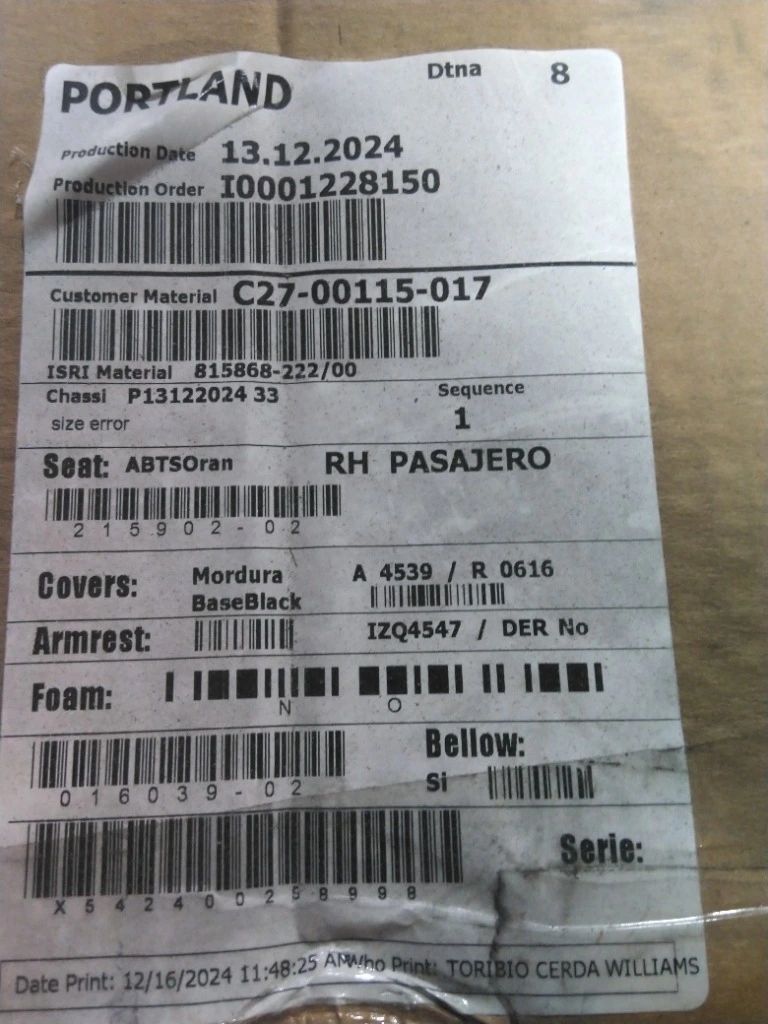 PORTLAND Dtna 8
Production Date 13.12.2024
Production Order I0001228150
Customer Material C27-00115-017
ISRI Material 815868-222/00
Chassi P13122024 33 Sequence
size error 1
Seat: ABTSOran RH PASAJERO
215902-02
Covers: Mordura A 4539 / R 0616
BaseBlack
Armrest: IZQ4547 / DER No
Foam:
N O
Bellow:
Si
016039-02
Serie:
X542400258998
Date Print: 12/16/2024 11:48:25 AMWho Print: TORIBIO CERDA WILLIAMS